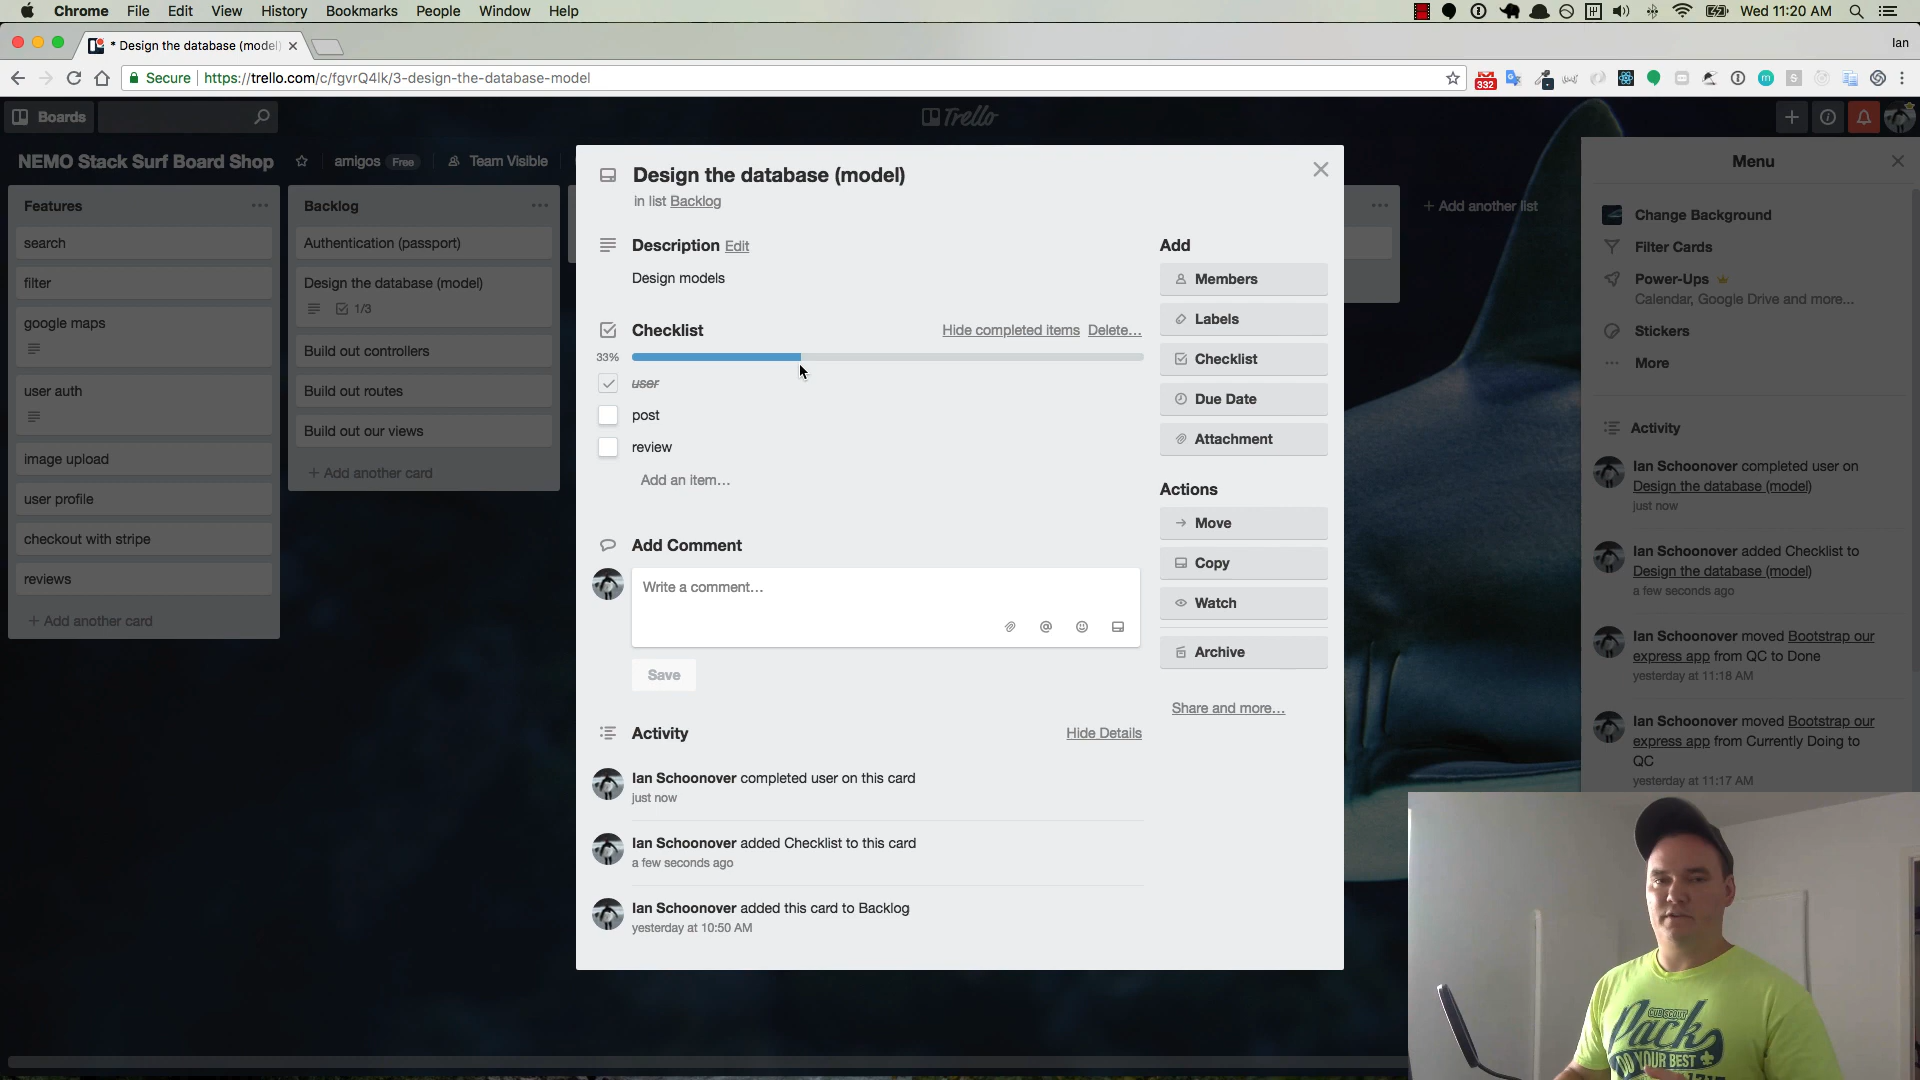 Chrome File Edit View History Bookmarks People Window Help
Wed 11:20 AM
* Design the database (model)
Ian
Secure https://trello.com/c/fgvrQ4lk/3-design-the-database-model
332
Boards
Trello
NEMO Stack Surf Board Shop
amigos Free
Team Visible
Features
search
filter
google maps
user auth
image upload
user profile
checkout with stripe
reviews
+ Add another card
Backlog
Authentication (passport)
Design the database (model)
1/3
Build out controllers
Build out routes
Build out our views
+ Add another card
Design the database (model)
in list Backlog
Description Edit
Design models
Checklist
Hide completed items Delete...
33%
user
post
review
Add an item...
Add Comment
Write a comment...
Save
Activity
Hide Details
Ian Schoonover completed user on this card
just now
Ian Schoonover added Checklist to this card
a few seconds ago
Ian Schoonover added this card to Backlog
yesterday at 10:50 AM
Add
Members
Labels
Checklist
Due Date
Attachment
Actions
Move
Copy
Watch
Archive
Share and more...
+ Add another list
Menu
Change Background
Filter Cards
Power-Ups
Calendar, Google Drive and more...
Stickers
More
Activity
Ian Schoonover completed user on
Design the database (model)
just now
Ian Schoonover added Checklist to
Design the database (model)
a few seconds ago
Ian Schoonover moved Bootstrap our
express app from QC to Done
yesterday at 11:18 AM
Ian Schoonover moved Bootstrap our
express app from Currently Doing to
QC
yesterday at 11:17 AM
CUB SCOUT
Pack
DO YOUR BEST